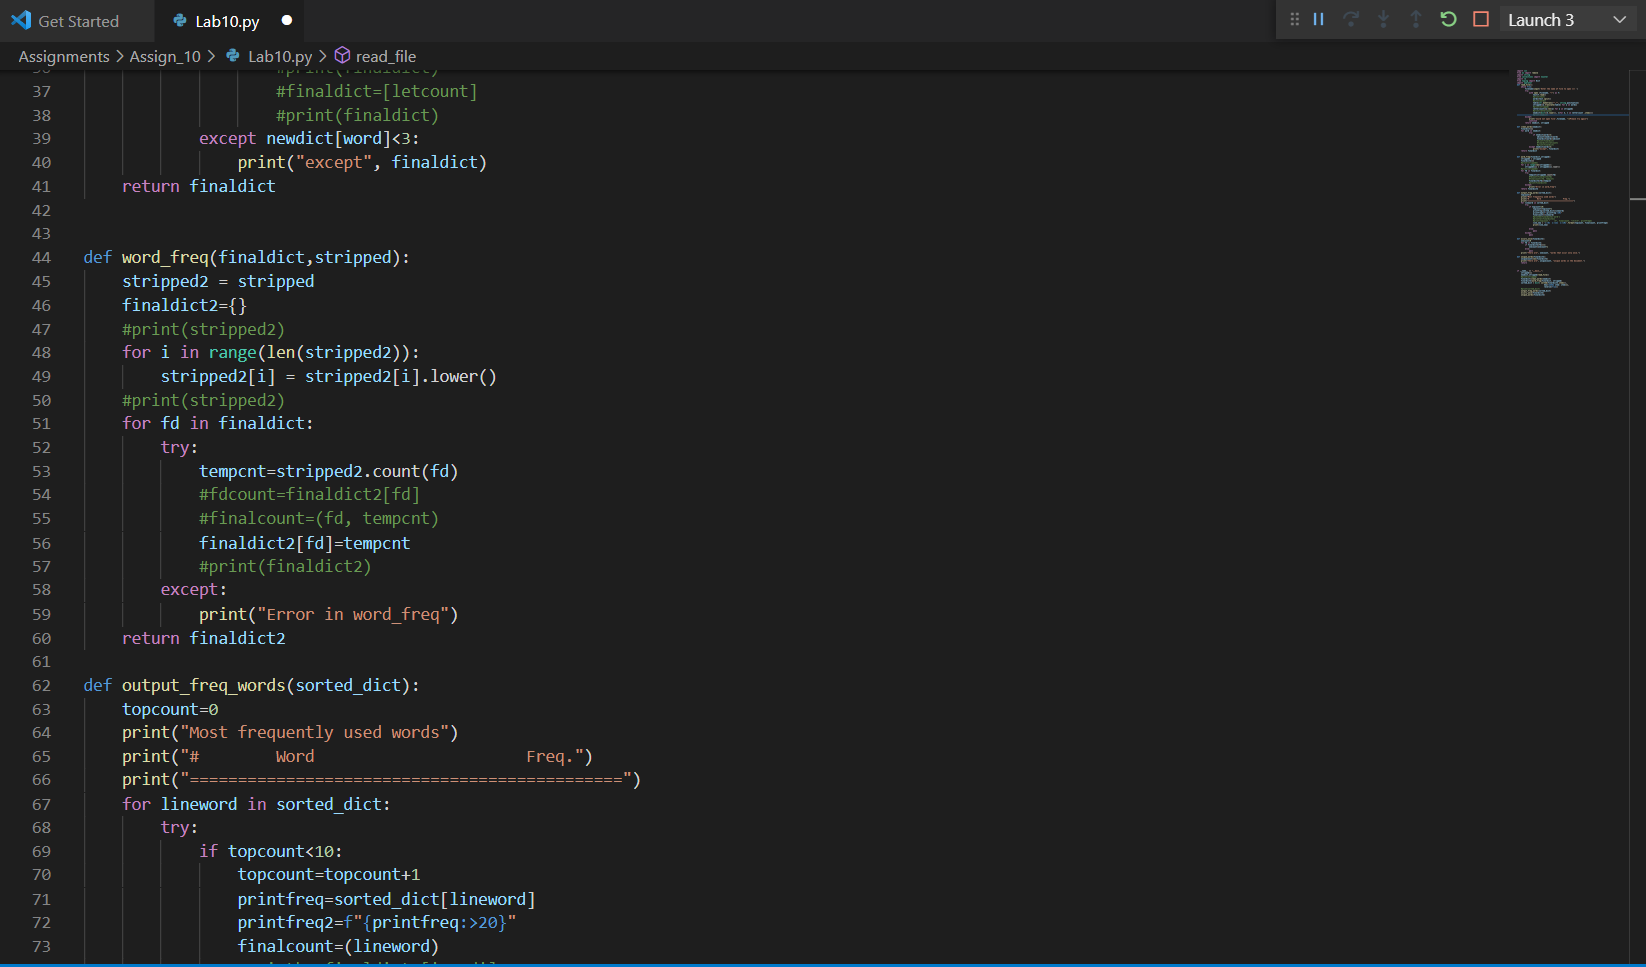 Get Started
Lab10.py
Launch 3
Assignments > Assign_10 > Lab10.py > read_file
36 #print(finaldict)
37 #finaldict=[letcount]
38 #print(finaldict)
39 except newdict[word]<3:
40 print("except", finaldict)
41 return finaldict
42
43
44 def word_freq(finaldict,stripped):
45 stripped2 = stripped
46 finaldict2={}
47 #print(stripped2)
48 for i in range(len(stripped2)):
49 stripped2[i] = stripped2[i].lower()
50 #print(stripped2)
51 for fd in finaldict:
52 try:
53 tempcnt=stripped2.count(fd)
54 #fdcount=finaldict2[fd]
55 #finalcount=(fd, tempcnt)
56 finaldict2[fd]=tempcnt
57 #print(finaldict2)
58 except:
59 print("Error in word_freq")
60 return finaldict2
61
62 def output_freq_words(sorted_dict):
63 topcount=0
64 print("Most frequently used words")
65 print("#        Word                      Freq.")
66 print("=============================================")
67 for lineword in sorted_dict:
68 try:
69 if topcount<10:
70 topcount=topcount+1
71 printfreq=sorted_dict[lineword]
72 printfreq2=f"{printfreq:>20}"
73 finalcount=(lineword)